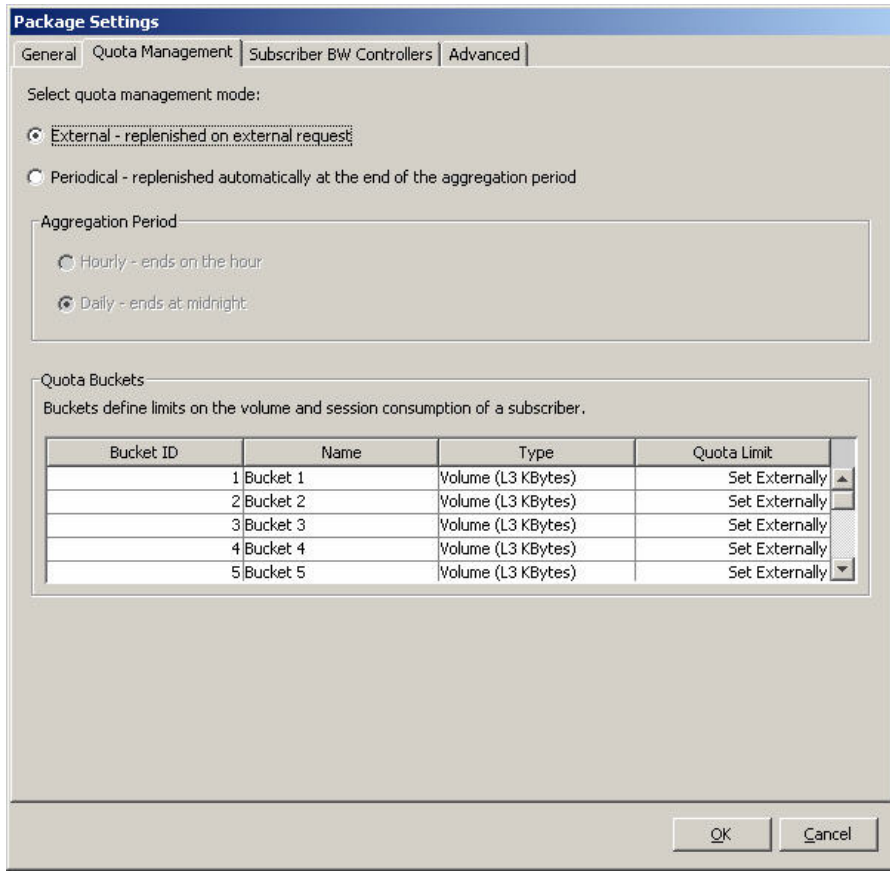 Package Settings
General Quota Management Subscriber BW Controllers Advanced
Select quota management mode:
External - replenished on external request
Periodical - replenished automatically at the end of the aggregation period
Aggregation Period
Hourly - ends on the hour
Daily - ends at midnight
Quota Buckets
Buckets define limits on the volume and session consumption of a subscriber.
Bucket ID Name Type Quota Limit
1 Bucket 1 Volume (L3 KBytes) Set Externally
2 Bucket 2 Volume (L3 KBytes) Set Externally
3 Bucket 3 Volume (L3 KBytes) Set Externally
4 Bucket 4 Volume (L3 KBytes) Set Externally
5 Bucket 5 Volume (L3 KBytes) Set Externally
OK Cancel